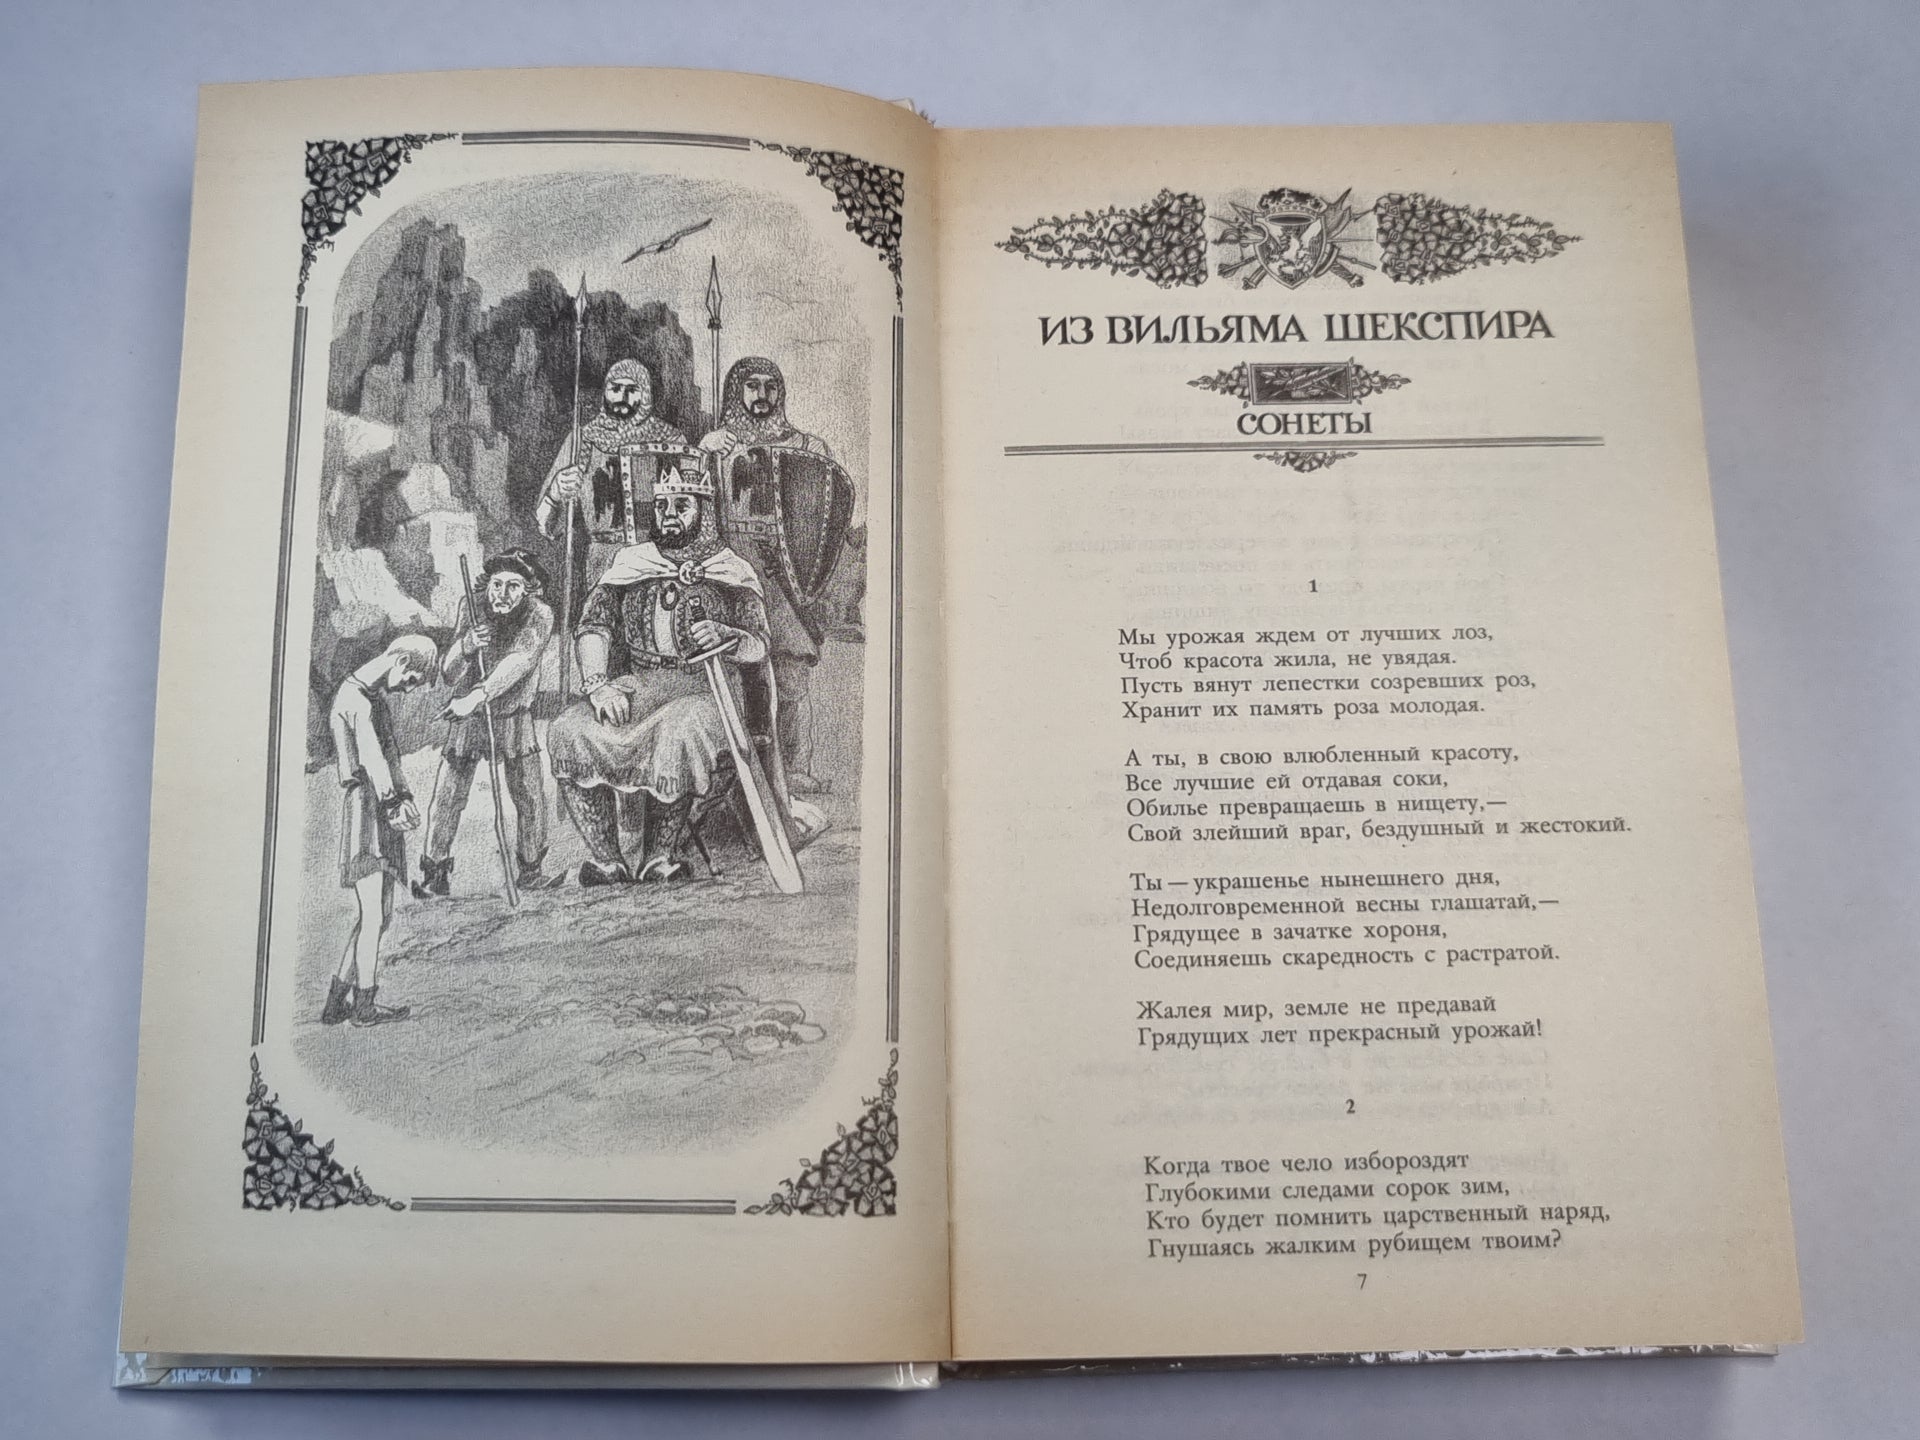 ИЗ ВИЛЬЯМА ШЕКСПИРА
СОНЕТЫ
1
Мы урожая ждем от лучших лоз,
Чтоб красота жила, не увядая.
Пусть вянут лепестки созревших роз,
Хранит их память роза молодая.
А ты, в свою влюбленный красоту,
Все лучшие ей отдавая соки,
Обилье превращаешь в нищету,—
Свой злейший враг, бездушный и жестокий.
Ты — украшенье нынешнего дня,
Недолговременной весны глашатай,—
Грядущее в зачатке хороня,
Соединяешь скаредность с растратой.
Жалея мир, земле не предавай
Грядущих лет прекрасный урожай!
2
Когда твое чело избороздят
Глубокими следами сорок зим,
Кто будет помнить царственный наряд,
Гнушаясь жалким рубищем твоим?
7